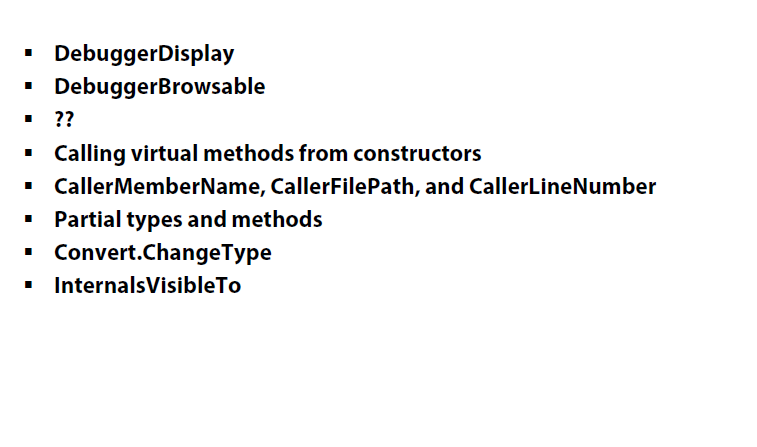 ▪ DebuggerDisplay
▪ DebuggerBrowsable
▪ ??
▪ Calling virtual methods from constructors
▪ CallerMemberName, CallerFilePath, and CallerLineNumber
▪ Partial types and methods
▪ Convert.ChangeType
▪ InternalsVisibleTo